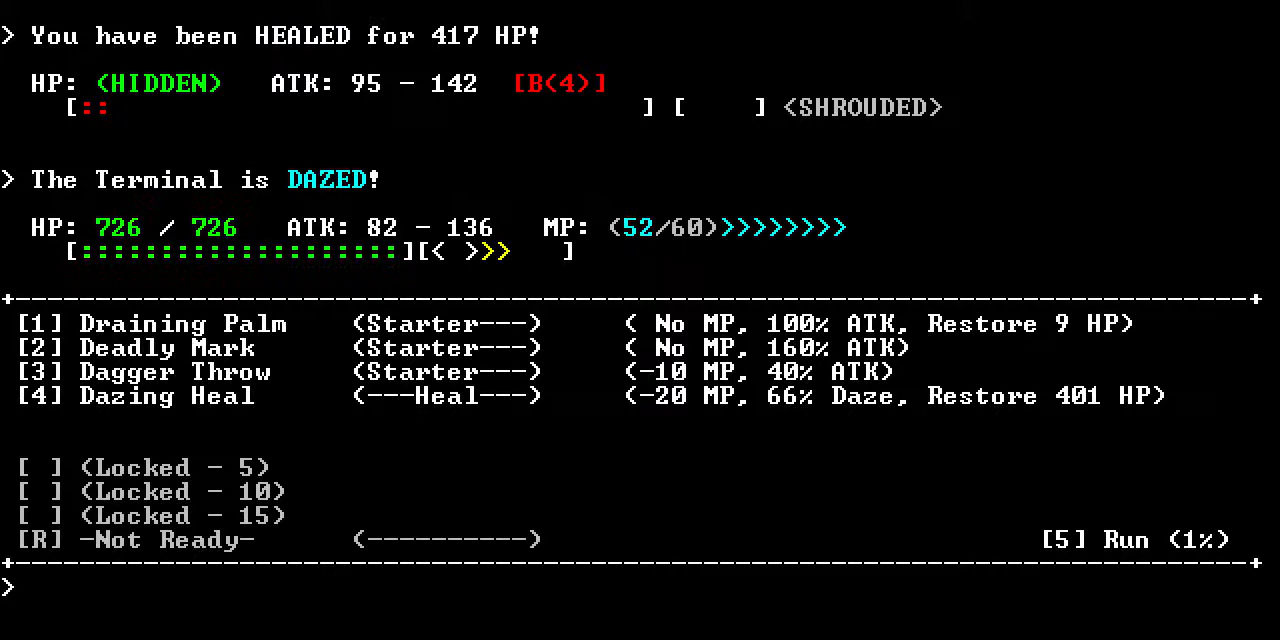 > You have been HEALED for 417 HP!
HP: (HIDDEN) ATK: 95 - 142 [B(4)]
[:: ] [ ] <SHROUDED>
> The Terminal is DAZED!
HP: 726 / 726 ATK: 82 - 136 MP: (52/60)>>>>>>>>
[::::::::::::::::::::][< >>> ]
+------------------------------------------------------------------------------+
[1] Draining Palm (Starter---) ( No MP, 100% ATK, Restore 9 HP)
[2] Deadly Mark (Starter---) ( No MP, 160% ATK)
[3] Dagger Throw (Starter---) (-10 MP, 40% ATK)
[4] Dazing Heal (---Heal---) (-20 MP, 66% Daze, Restore 401 HP)
[ ] (Locked - 5)
[ ] (Locked - 10)
[ ] (Locked - 15)
[R] -Not Ready- (----------) [5] Run (1%)
+------------------------------------------------------------------------------+
>